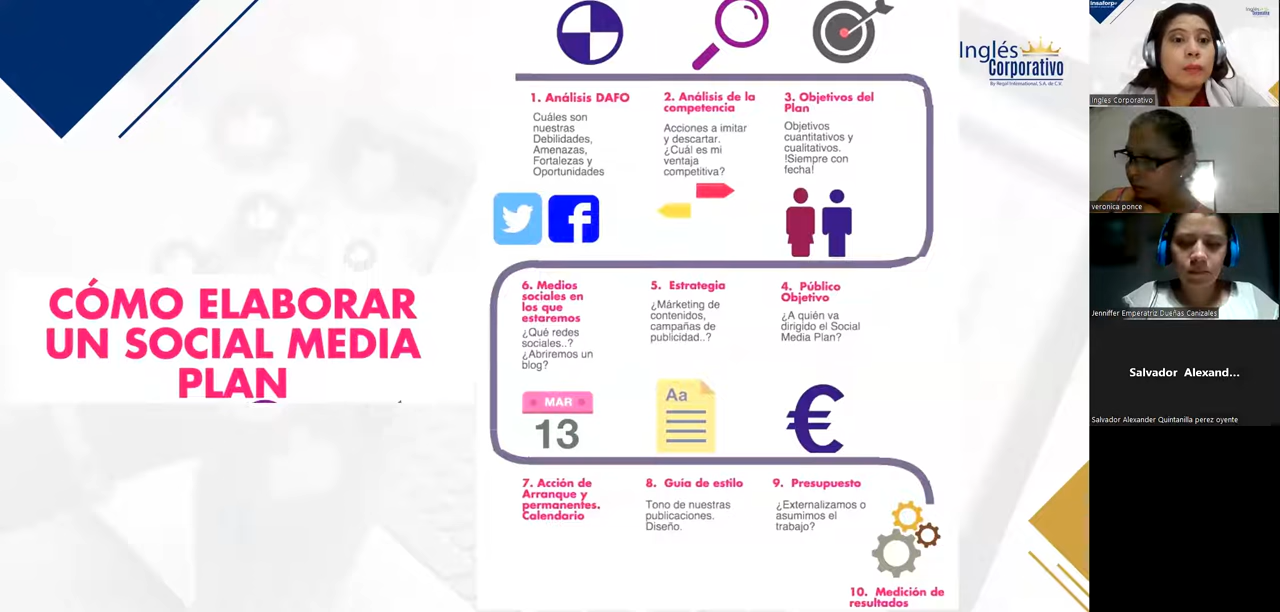 CÓMO ELABORAR
UN SOCIAL MEDIA
PLAN
1. Análisis DAFO
Cuáles son
nuestras
Debilidades,
Amenazas,
Fortalezas y
Oportunidades
2. Análisis de la
competencia
Acciones a imitar
y descartar.
¿Cuál es mi
ventaja
competitiva?
3. Objetivos del
Plan
Objetivos
cuantitativos y
cualitativos.
!Siempre con
fecha!
6. Medios
sociales en
los que
estaremos
¿Qué redes
sociales..?
¿Abriremos un
blog?
5. Estrategia
¿Márketing de
contenidos,
campañas de
publicidad..?
4. Público
Objetivo
¿A quién va
dirigido el Social
Media Plan?
MAR
13
Aa
€
7. Acción de
Arranque y
permanentes.
Calendario
8. Guia de estilo
Tono de nuestras
publicaciones.
Diseño.
9. Presupuesto
¿Externalizamos o
asumimos el
trabajo?
10. Medición de
resultados
Inglés
Corporativo
By Regal International, S.A. de C.V.
Insaforp
Ingles Corporativo
veronica ponce
Jenniffer Emperatriz Dueñas Canizales
Salvador Alexand...
Salvador Alexander Quintanilla perez oyente